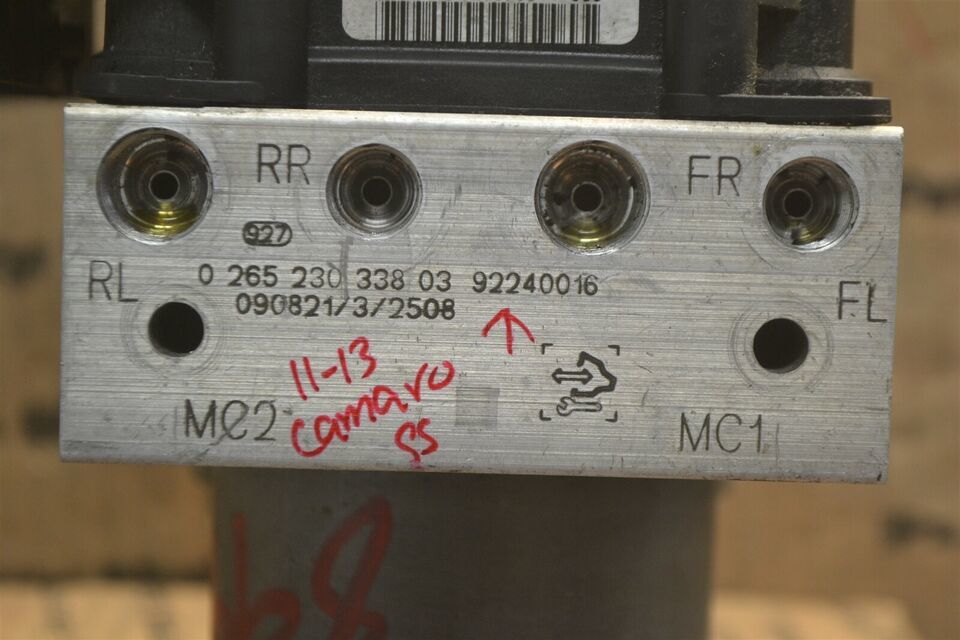 RR
FR
927
RL
0 265 230 338 03 92240016
FL
090821/3/2508
11-13
camaro
SS
MC2
MC1